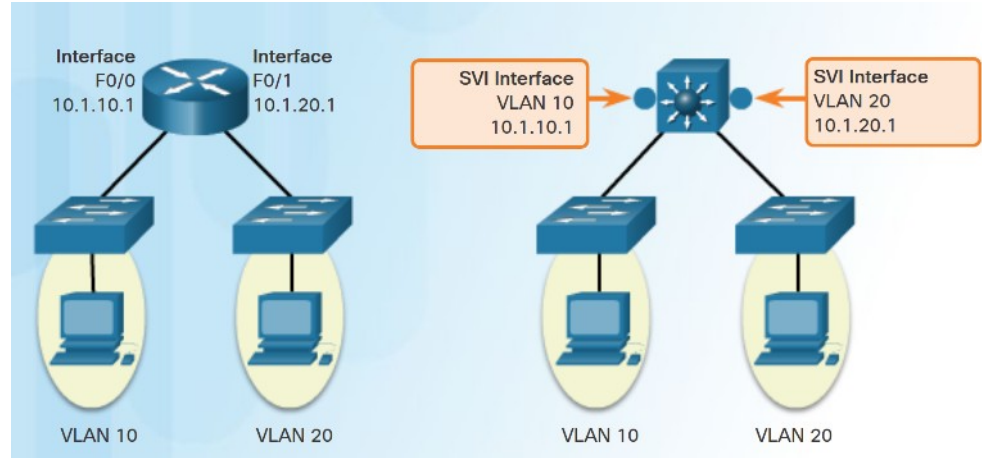 Interface
F0/0
10.1.10.1
Interface
F0/1
10.1.20.1
SVI Interface
VLAN 10
10.1.10.1
SVI Interface
VLAN 20
10.1.20.1
VLAN 10
VLAN 20
VLAN 10
VLAN 20